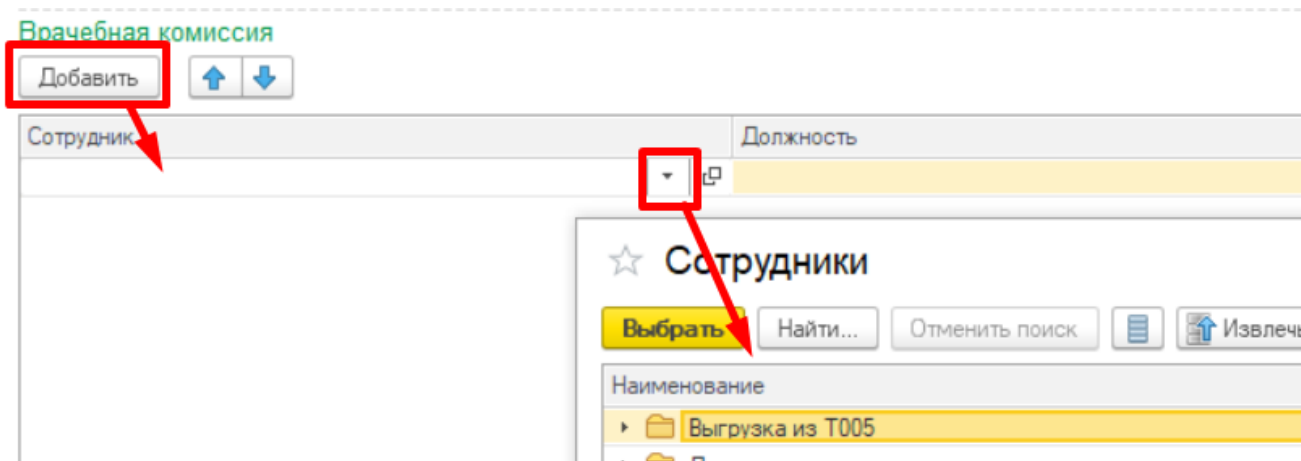 Врачебная комиссия
Добавить
Сотрудник
Должность
Сотрудники
Выбрать
Найти...
Отменить поиск
Извлечь
Наименование
Выгрузка из Т005